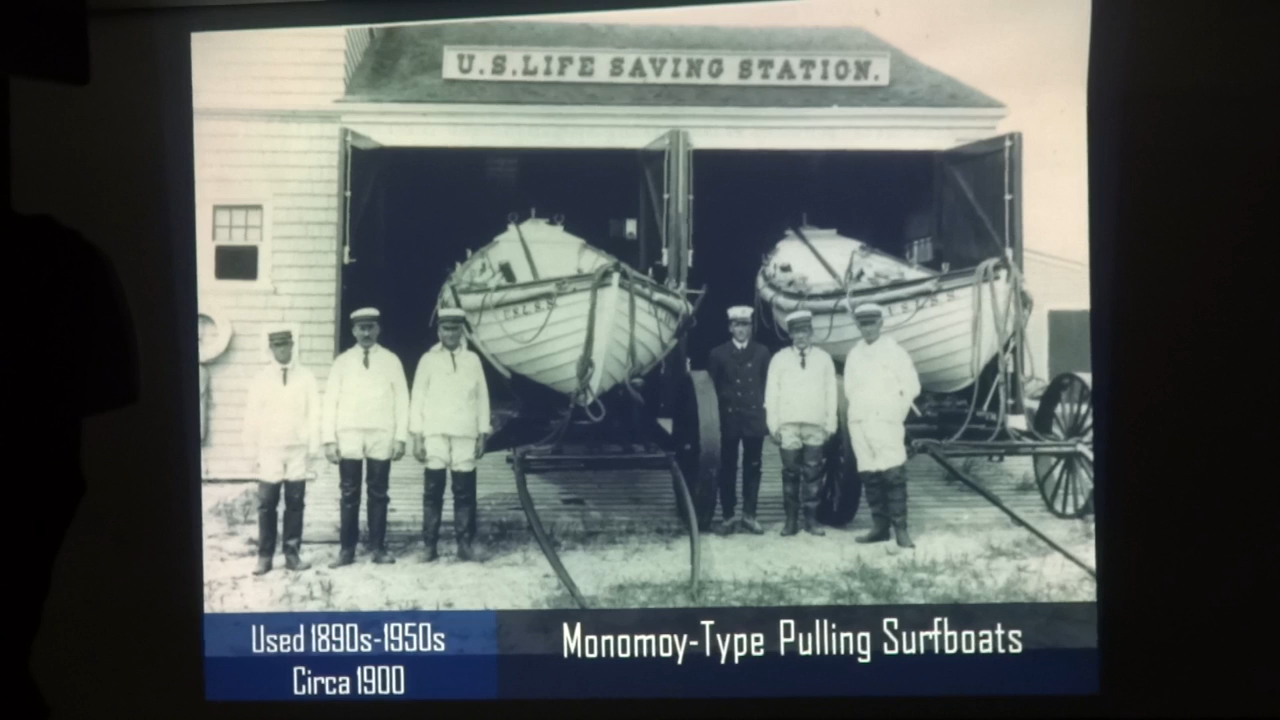 U.S. LIFE SAVING STATION.
U.S.L.S.S.
Used 1890s-1950s
Circa 1900
Monomoy-Type Pulling Surfboats